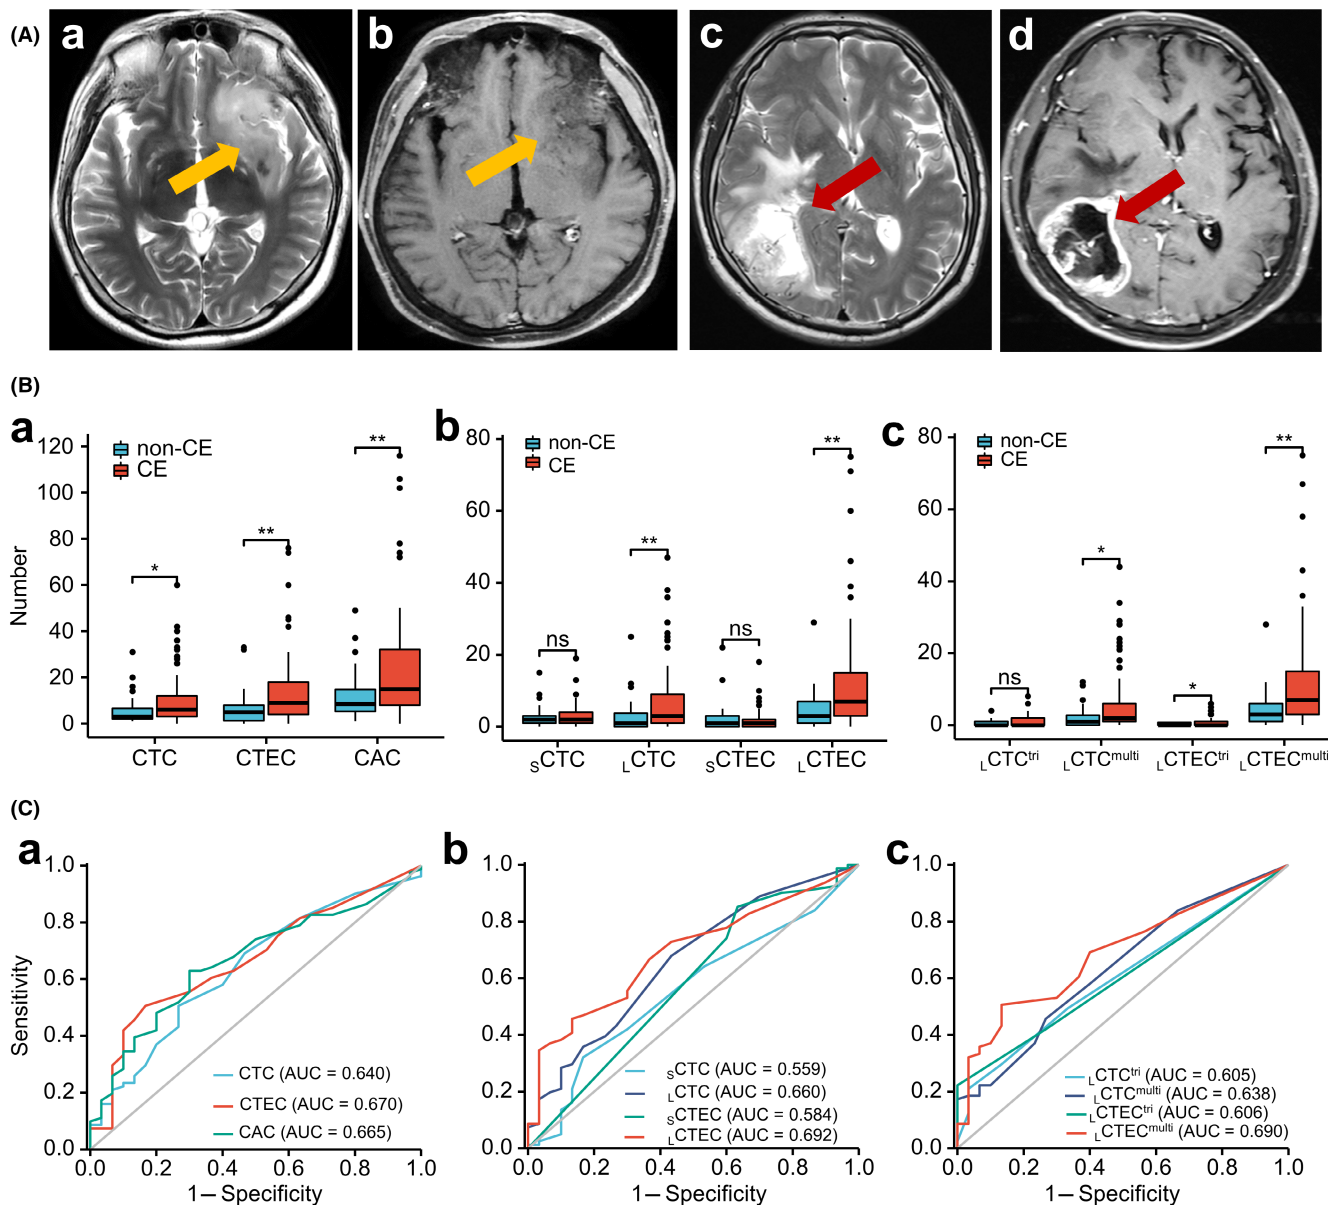 (A)
a
b
c
d
(B)
a
120
100
80
60
40
20
0
Number
non-CE
CE
*
**
**
CTC
CTEC
CAC
b
80
60
40
20
0
non-CE
CE
ns
**
ns
**
SCTC
LCTC
SCTEC
LCTEC
c
80
60
40
20
0
non-CE
CE
ns
*
*
**
LCTCtri
LCTCmulti
LCTECtri
LCTECmulti
(C)
a
1.0
0.8
0.6
0.4
0.2
0.0
Sensitivity
CTC (AUC = 0.640)
CTEC (AUC = 0.670)
CAC (AUC = 0.665)
0.0 0.2 0.4 0.6 0.8 1.0
1–Specificity
b
1.0
0.8
0.6
0.4
0.2
0.0
SCTC (AUC = 0.559)
LCTC (AUC = 0.660)
SCTEC (AUC = 0.584)
LCTEC (AUC = 0.692)
0.0 0.2 0.4 0.6 0.8 1.0
1–Specificity
c
1.0
0.8
0.6
0.4
0.2
0.0
LCTCtri (AUC = 0.605)
LCTCmulti (AUC = 0.638)
LCTECtri (AUC = 0.606)
LCTECmulti (AUC = 0.690)
0.0 0.2 0.4 0.6 0.8 1.0
1–Specificity